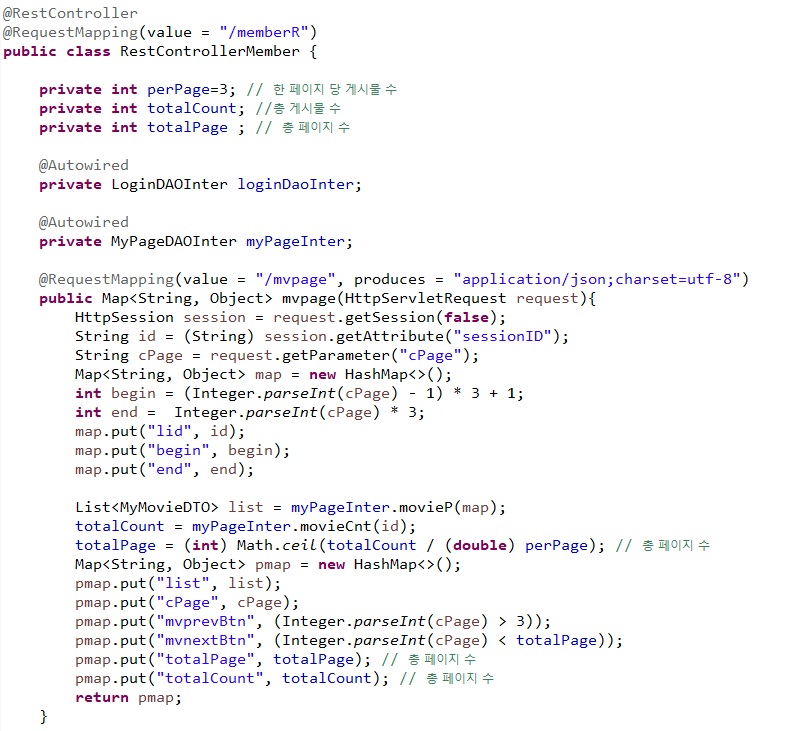 @RestController
@RequestMapping(value = "/memberR")
public class RestControllerMember {
private int perPage=3; // 한 페이지 당 게시물 수
private int totalCount; //총 게시물 수
private int totalPage ; // 총 페이지 수
@Autowired
private LoginDAOInter loginDaoInter;
@Autowired
private MyPageDAOInter myPageInter;
@RequestMapping(value = "/mvpage", produces = "application/json;charset=utf-8")
public Map<String, Object> mvpage(HttpServletRequest request){
HttpSession session = request.getSession(false);
String id = (String) session.getAttribute("sessionID");
String cPage = request.getParameter("cPage");
Map<String, Object> map = new HashMap<>();
int begin = (Integer.parseInt(cPage) - 1) * 3 + 1;
int end =  Integer.parseInt(cPage) * 3;
map.put("lid", id);
map.put("begin", begin);
map.put("end", end);
List<MyMovieDTO> list = myPageInter.movieP(map);
totalCount = myPageInter.movieCnt(id);
totalPage = (int) Math.ceil(totalCount / (double) perPage); // 총 페이지 수
Map<String, Object> pmap = new HashMap<>();
pmap.put("list", list);
pmap.put("cPage", cPage);
pmap.put("mvprevBtn", (Integer.parseInt(cPage) > 3));
pmap.put("mvnextBtn", (Integer.parseInt(cPage) < totalPage));
pmap.put("totalPage", totalPage); // 총 페이지 수
pmap.put("totalCount", totalCount); // 총 페이지 수
return pmap;
}